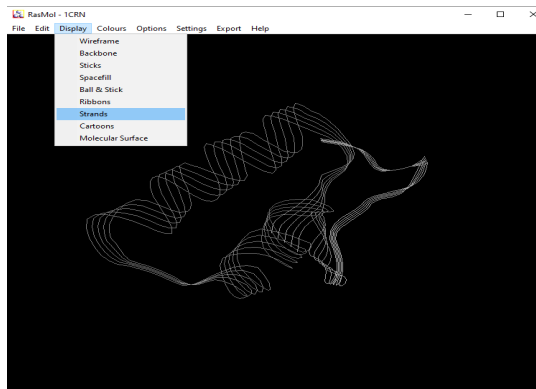 RasMol - 1CRN
File Edit Display Colours Options Settings Export Help
Wireframe
Backbone
Sticks
Spacefill
Ball & Stick
Ribbons
Strands
Cartoons
Molecular Surface